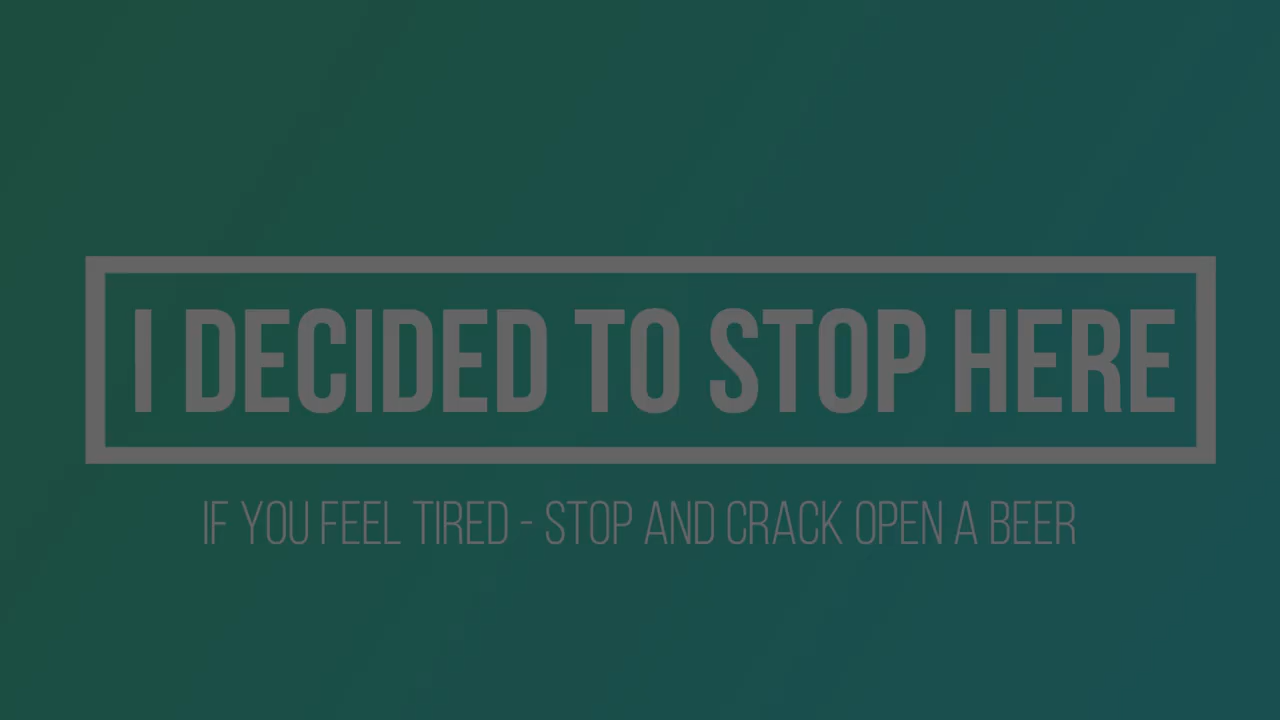 I DECIDED TO STOP HERE
IF YOU FEEL TIRED - STOP AND CRACK OPEN A BEER